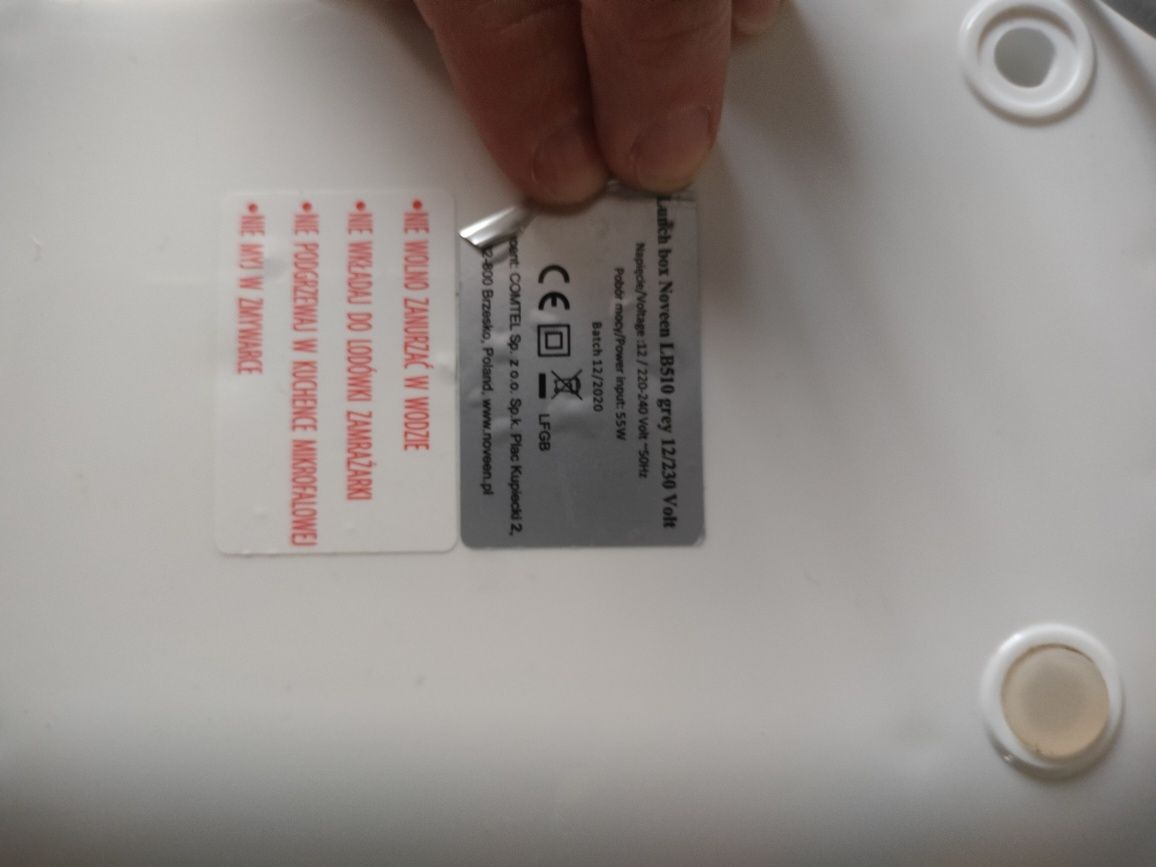 Lunch box Noveen LB510 grey 12/230 Volt
Napięcie/Voltage :12 / 220-240 Volt ~50Hz
Pobór mocy/Power input: 55W
Batch 12/2020
CE LFGB
COMTEL Sp. z o.o. Sp.k. Plac Kupiecki 2,
2-800 Brzesko, Poland, www.noveen.pl
•NIE WOLNO ZANURZAĆ W WODZIE
•NIE WKŁADAJ DO LODÓWKI ZAMRAŻARKI
•NIE PODGRZEWAJ W KUCHENCE MIKROFALOWEJ
•NIE MYJ W ZMYWARCE